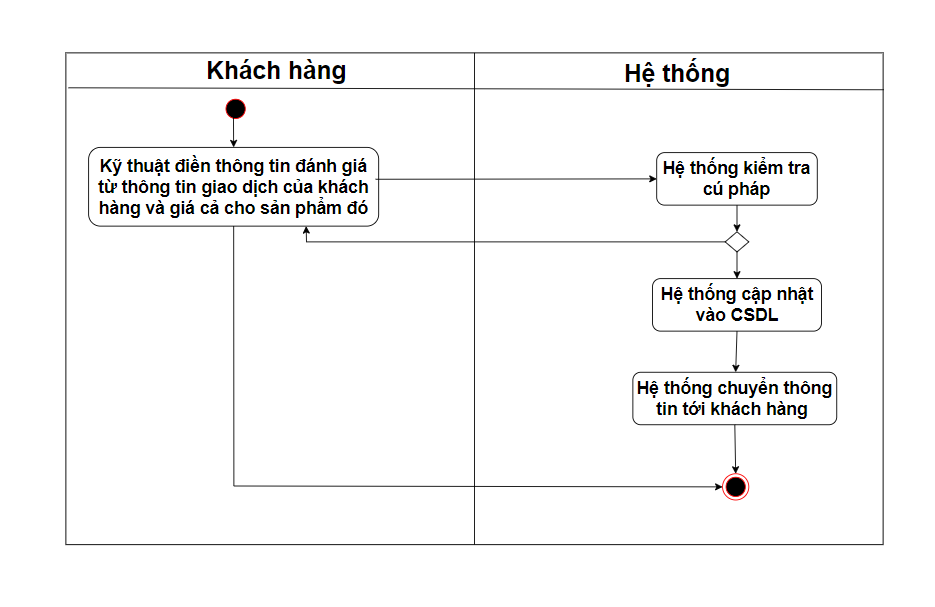 Khách hàng
Hệ thống
Kỹ thuật điền thông tin đánh giá
từ thông tin giao dịch của khách
hàng và giá cả cho sản phẩm đó
Hệ thống kiểm tra
cú pháp
Hệ thống cập nhật
vào CSDL
Hệ thống chuyển thông
tin tới khách hàng